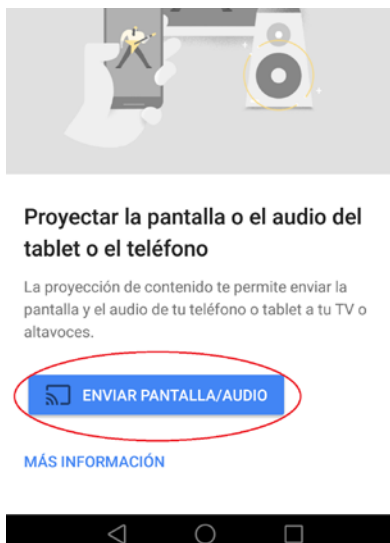 Proyectar la pantalla o el audio del
tablet o el teléfono
La proyección de contenido te permite enviar la
pantalla y el audio de tu teléfono o tablet a tu TV o
altavoces.
ENVIAR PANTALLA/AUDIO
MÁS INFORMACIÓN